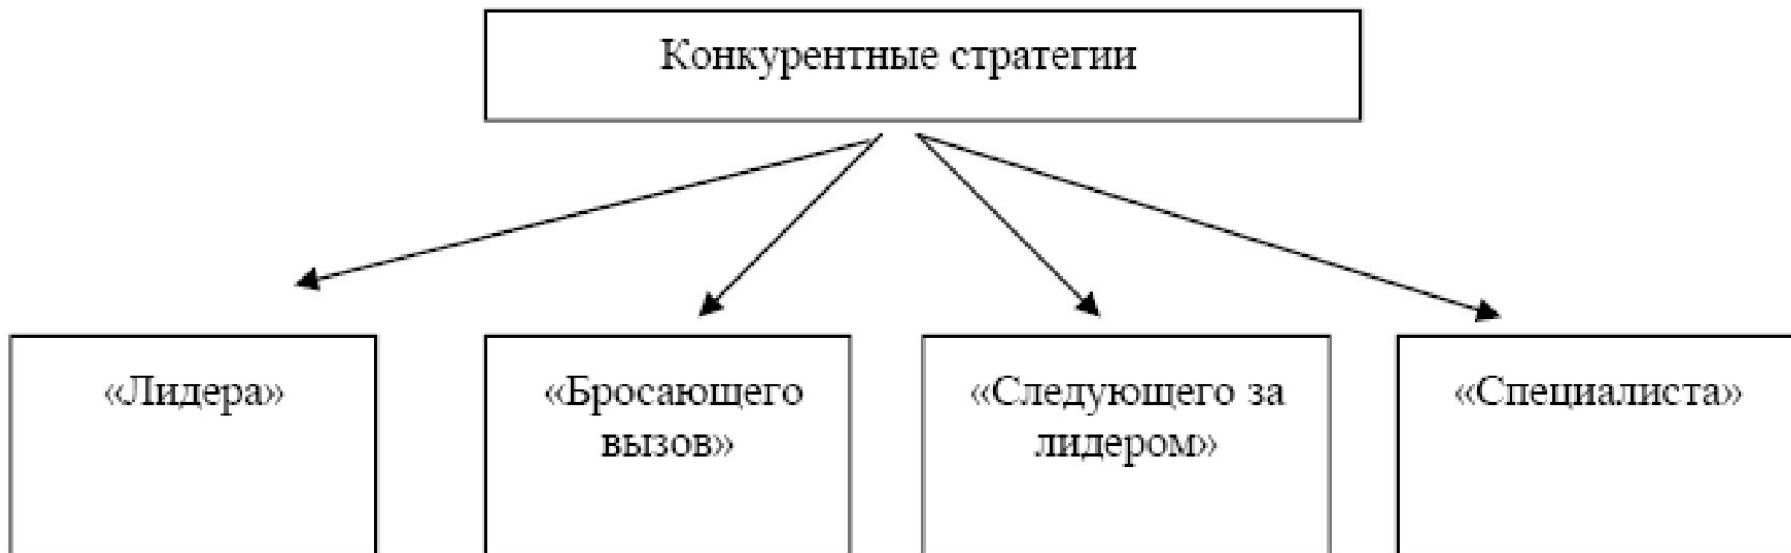 Конкурентные стратегии
«Лидера»
«Бросающего
вызов»
«Следующего за
лидером»
«Специалиста»